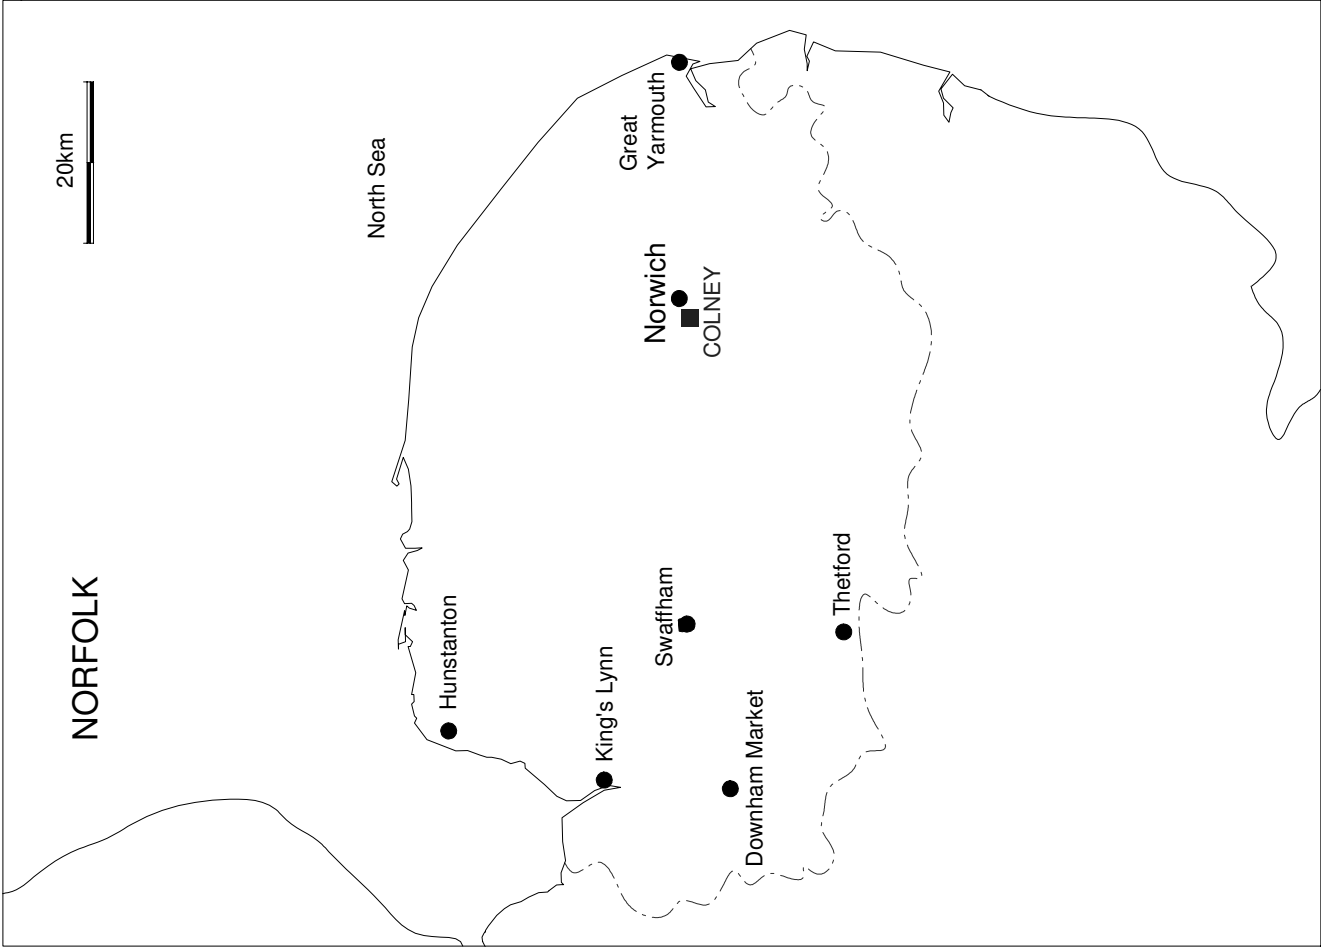 NORFOLK
20km
North Sea
Hunstanton
King's Lynn
Great
Yarmouth
Norwich
COLNEY
Swaffham
Downham Market
Thetford